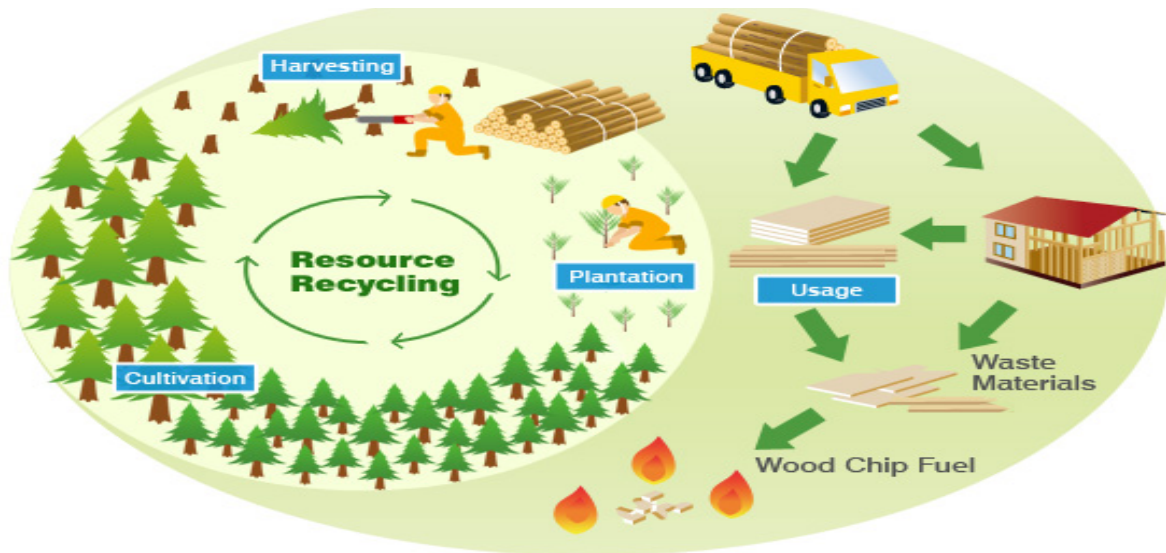 Harvesting
Resource
Recycling
Plantation
Usage
Cultivation
Waste
Materials
Wood Chip Fuel